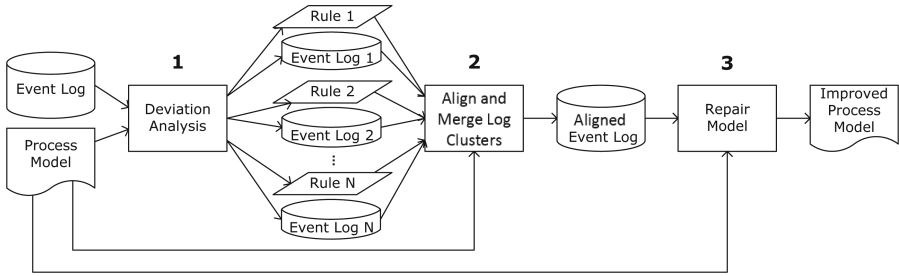 1
2
3
Event Log
Process
Model
Deviation
Analysis
Rule 1
Event Log 1
Rule 2
Event Log 2
...
Rule N
Event Log N
Align and
Merge Log
Clusters
Aligned
Event Log
Repair
Model
Improved
Process
Model